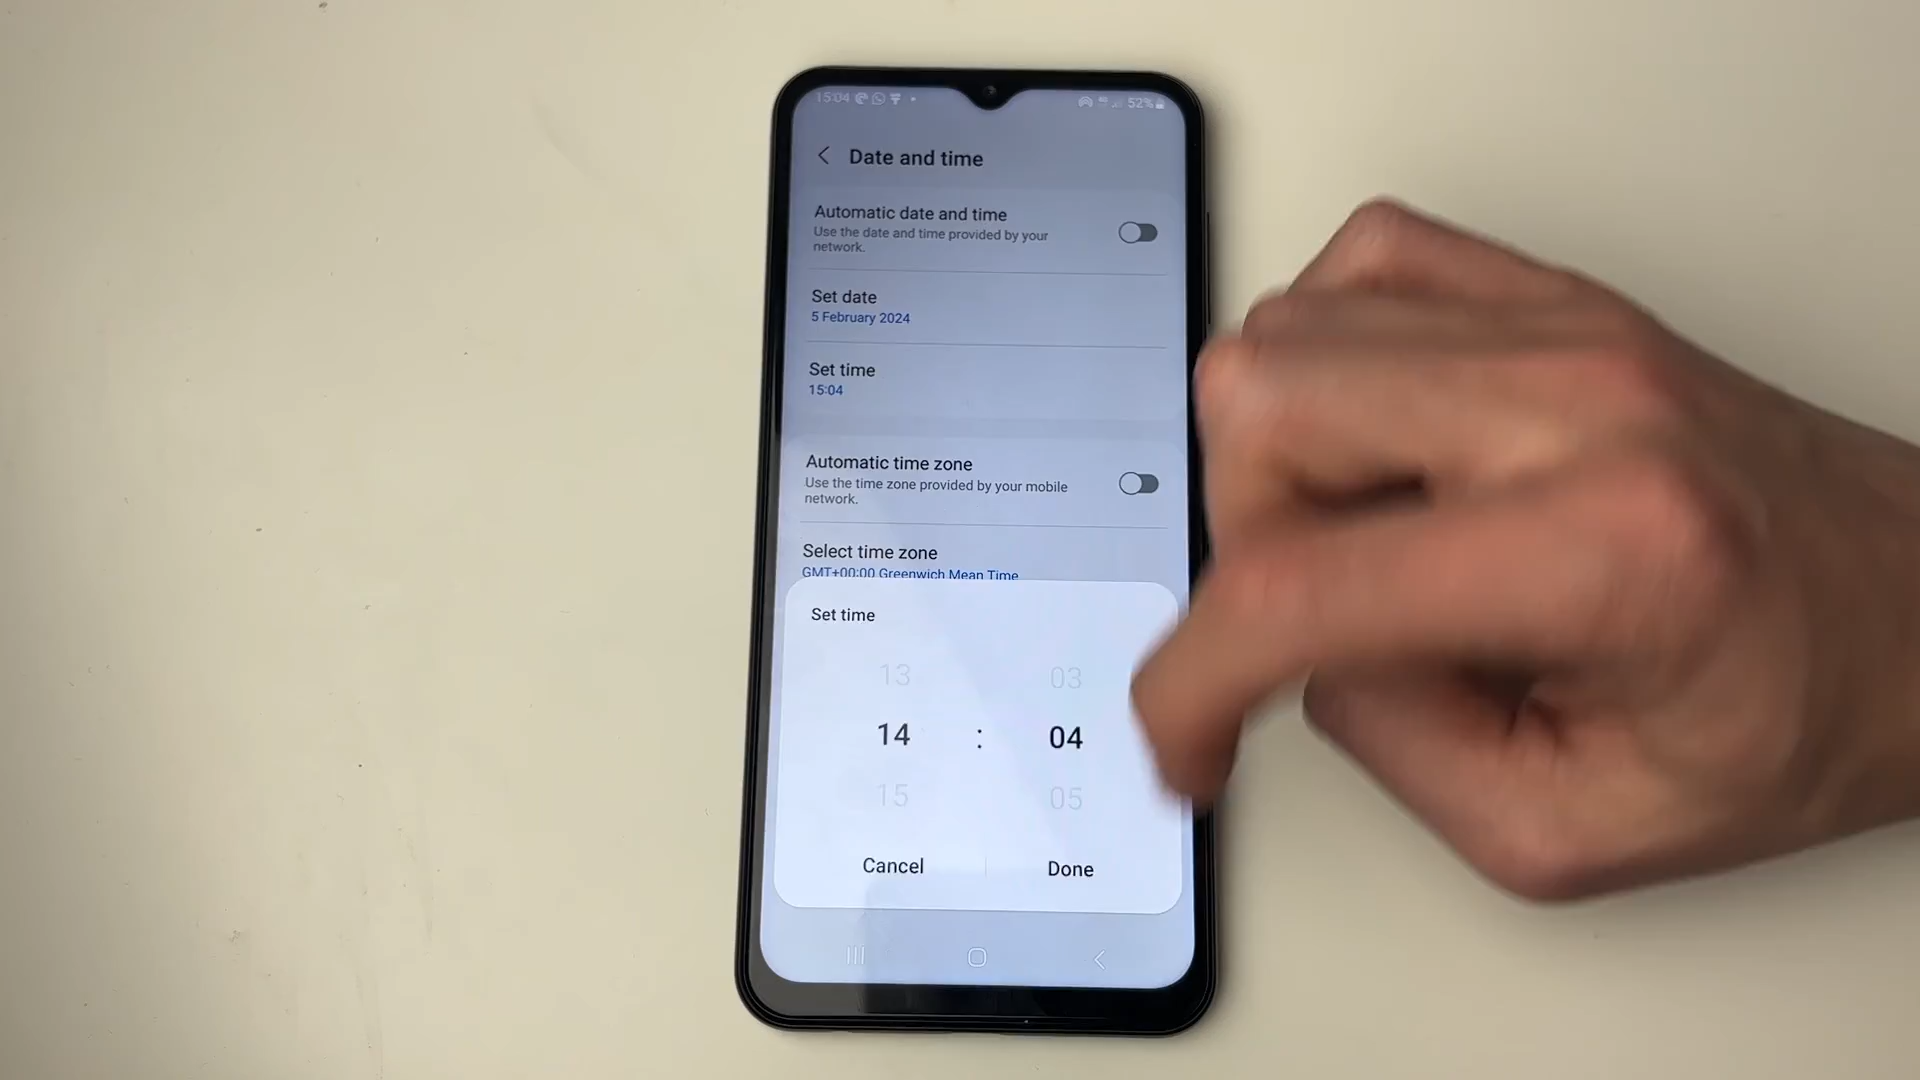 15:04
52%
Date and time
Automatic date and time
Use the date and time provided by your
network.
Set date
5 February 2024
Set time
15:04
Automatic time zone
Use the time zone provided by your mobile
network.
Select time zone
GMT+00:00 Greenwich Mean Time
Set time
13 03
14 : 04
15 05
Cancel Done